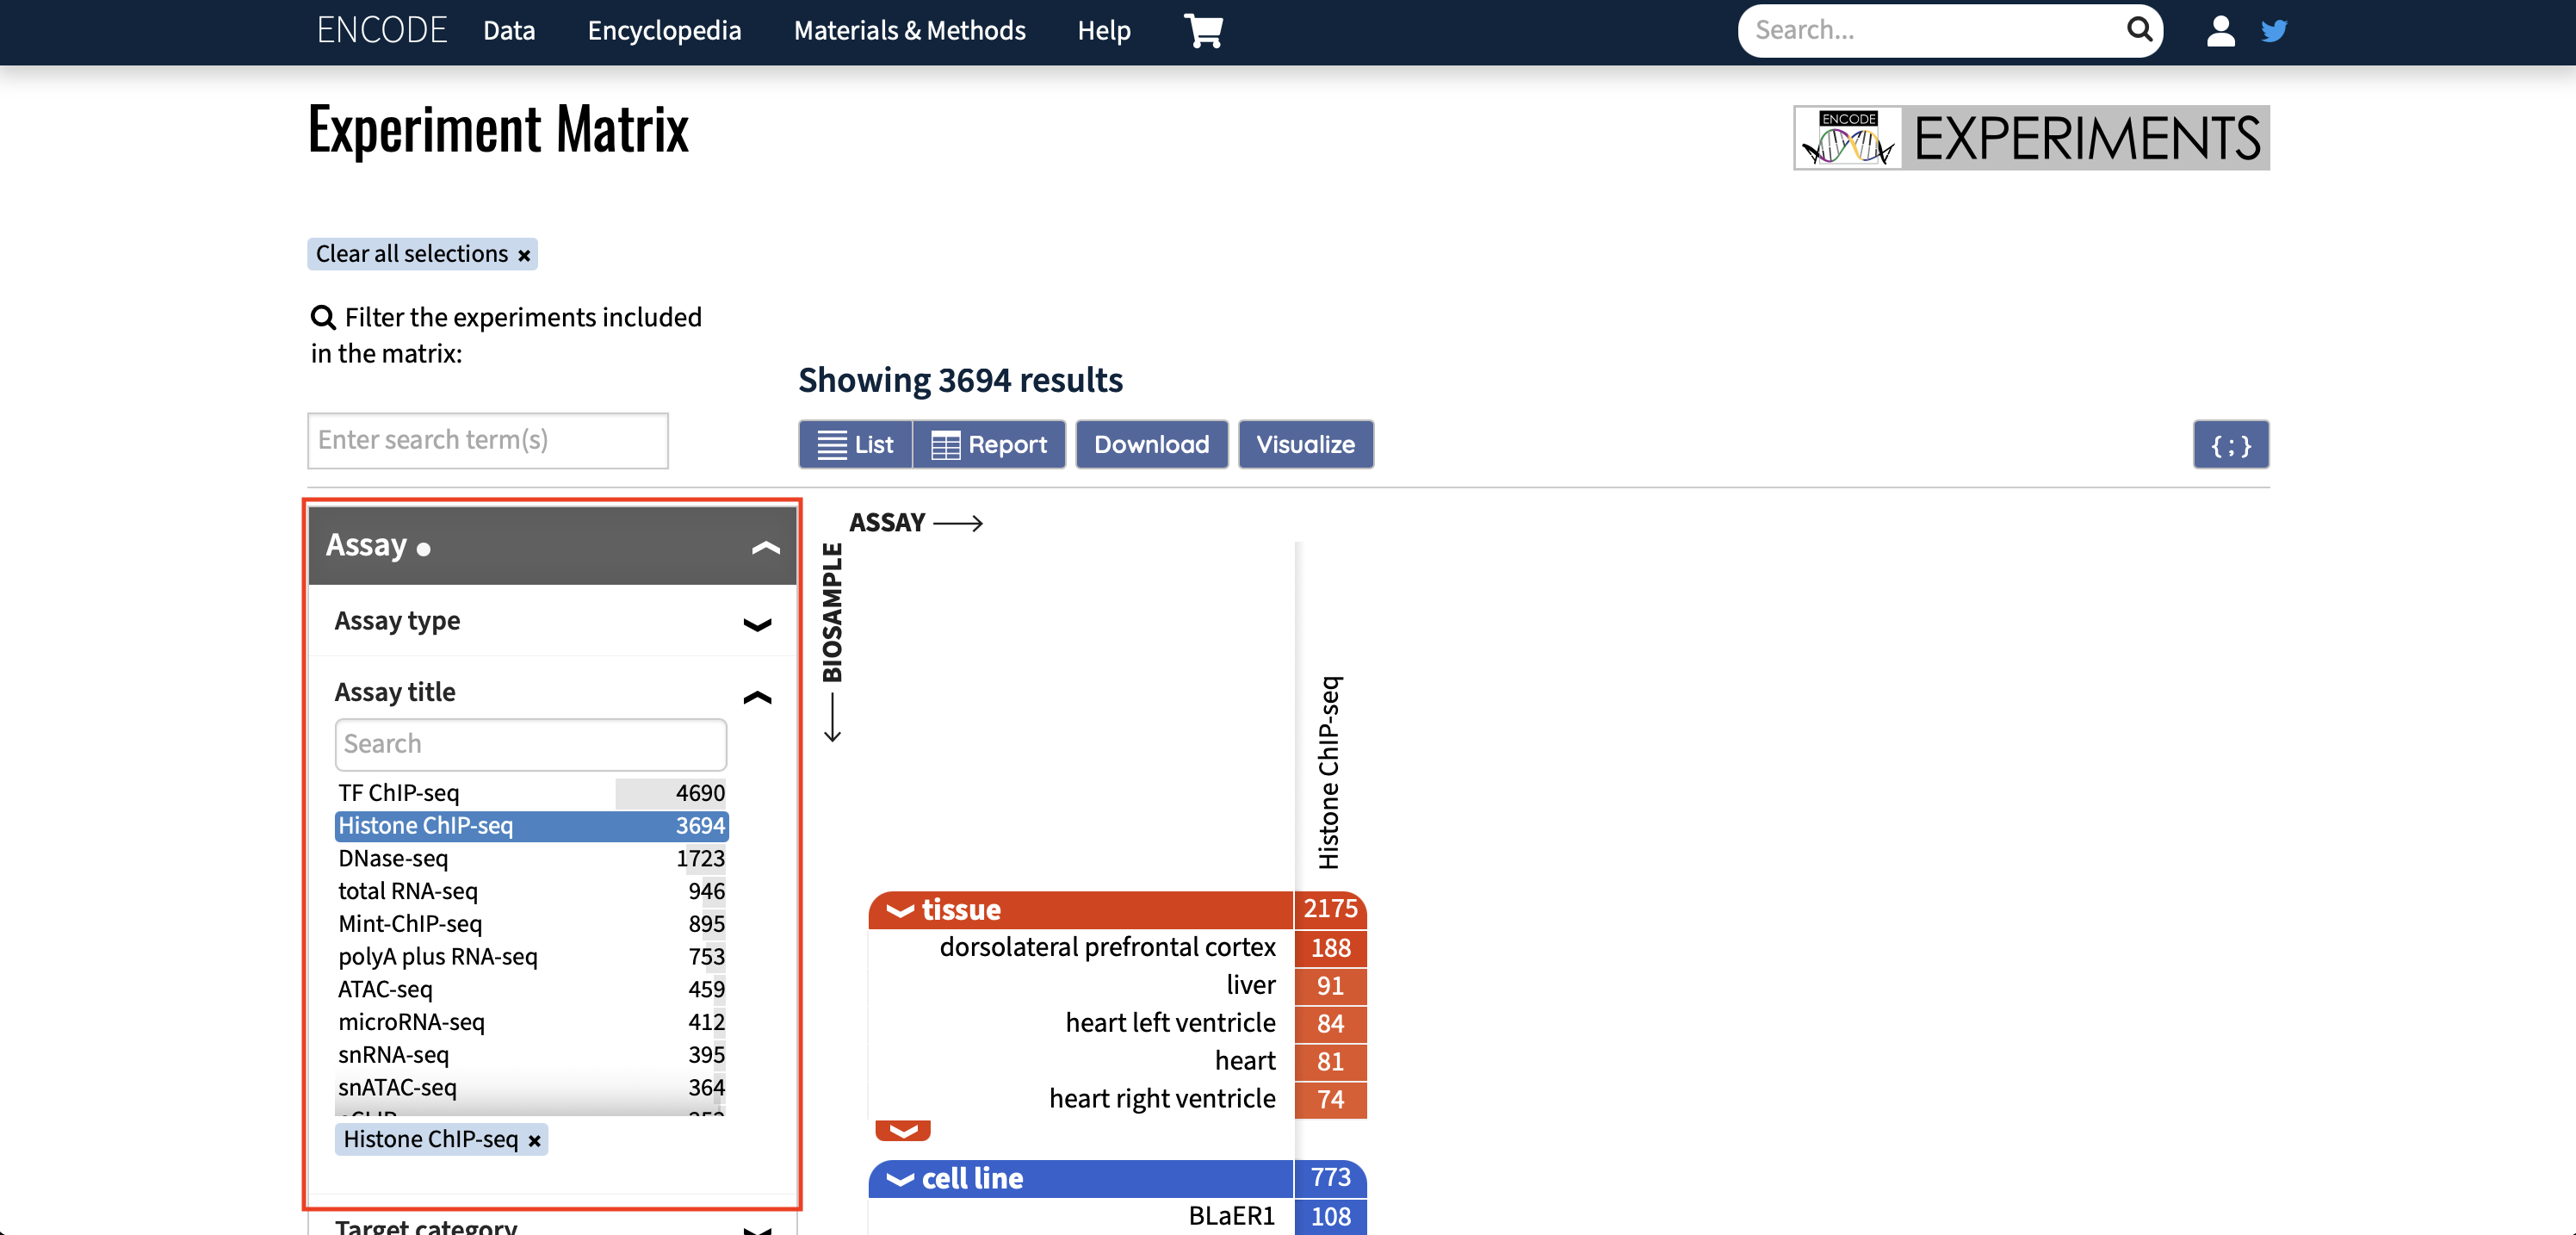 ENCODE Data Encyclopedia Materials & Methods Help Search...
Experiment Matrix
ENCODE EXPERIMENTS
Clear all selections ×
Filter the experiments included
in the matrix:
Enter search term(s)
Showing 3694 results
List Report Download Visualize { ; }
Assay
Assay type
Assay title
Search
TF ChIP-seq 4690
Histone ChIP-seq 3694
DNase-seq 1723
total RNA-seq 946
Mint-ChIP-seq 895
polyA plus RNA-seq 753
ATAC-seq 459
microRNA-seq 412
snRNA-seq 395
snATAC-seq 364
Histone ChIP-seq ×
Target category
ASSAY
BIOSAMPLE
Histone ChIP-seq
tissue 2175
dorsolateral prefrontal cortex 188
liver 91
heart left ventricle 84
heart 81
heart right ventricle 74
cell line 773
BLaER1 108